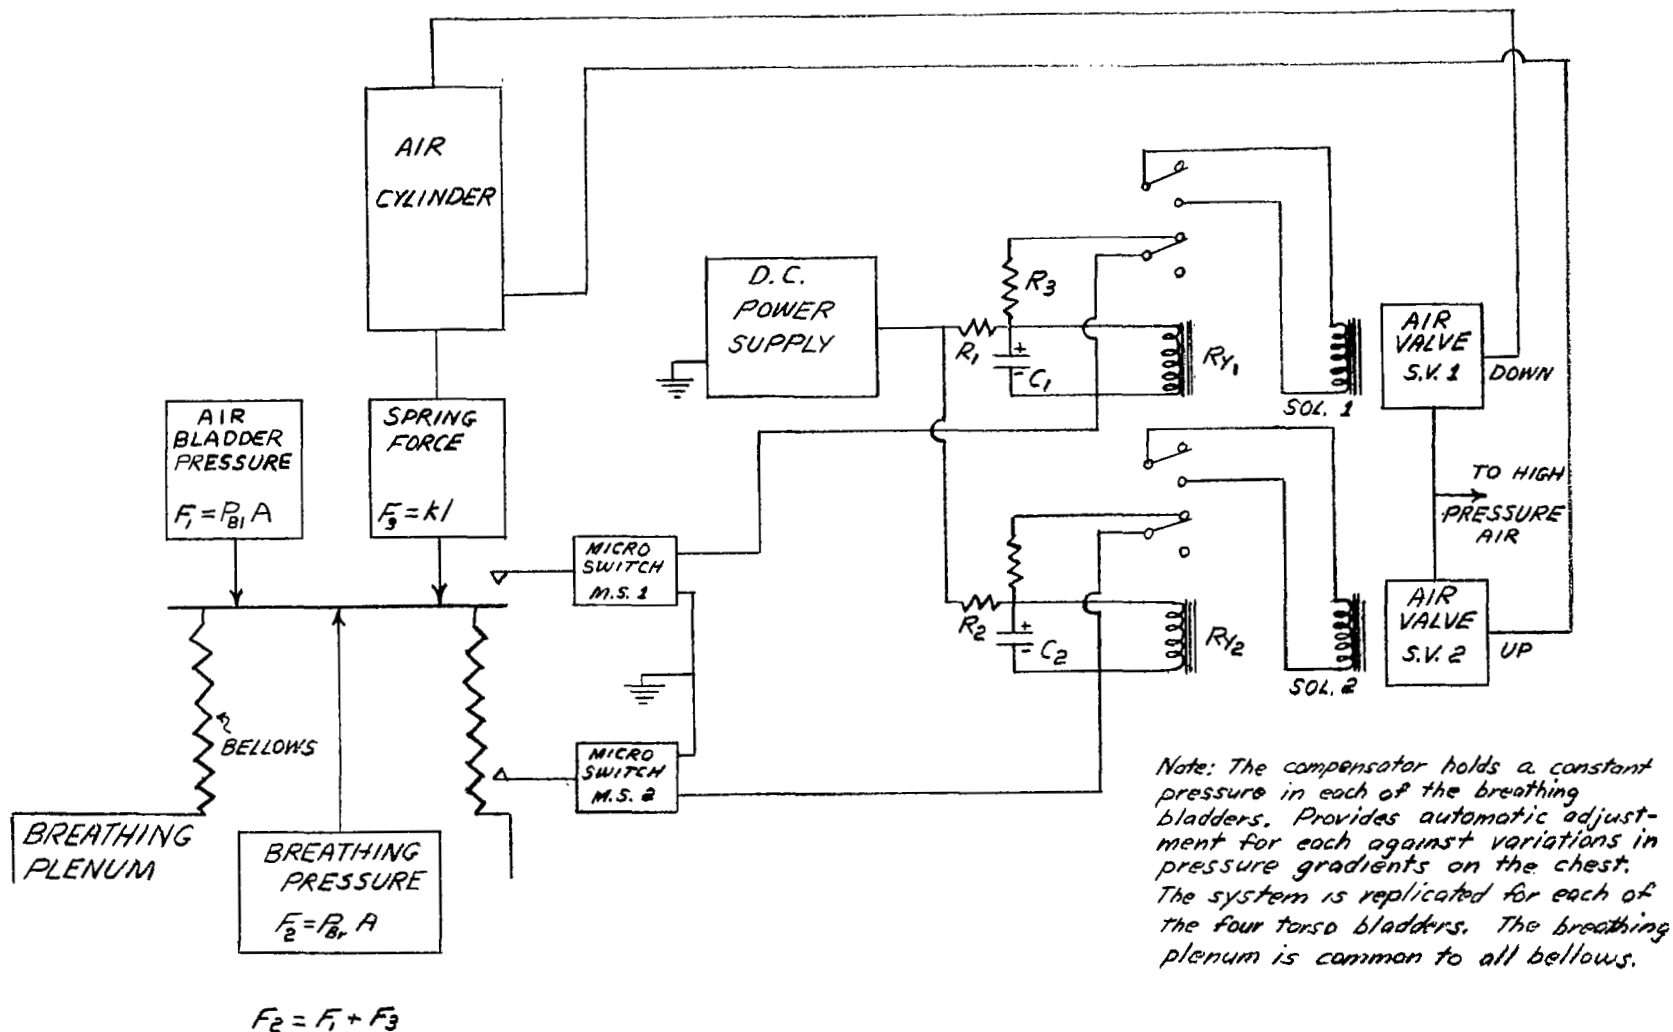 AIR
CYLINDER
D.C.
POWER
SUPPLY
R3
R1
+
-
C1
RY1
SOL. 1
AIR
VALVE
S.V. 1
DOWN
AIR
BLADDER
PRESSURE
F1 = PB1 A
SPRING
FORCE
F3 = kl
TO HIGH
PRESSURE
AIR
MICRO
SWITCH
M.S. 1
R2
+
-
C2
RY2
SOL. 2
AIR
VALVE
S.V. 2
UP
BELLOWS
MICRO
SWITCH
M.S. 2
BREATHING
PLENUM
BREATHING
PRESSURE
F2 = PBr A
F2 = F1 + F3
Note: The compensator holds a constant
pressure in each of the breathing
bladders. Provides automatic adjust-
ment for each against variations in
pressure gradients on the chest.
The system is replicated for each of
the four torso bladders. The breathing
plenum is common to all bellows.